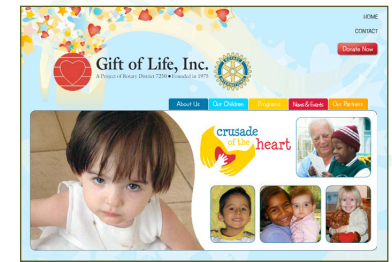 HOME
CONTACT
Donate Now
Gift of Life, Inc.
A Project of Rotary District 7250 • Founded in 1975
About Us
Our Children
Programs
News & Events
Our Partners
crusade
of the heart